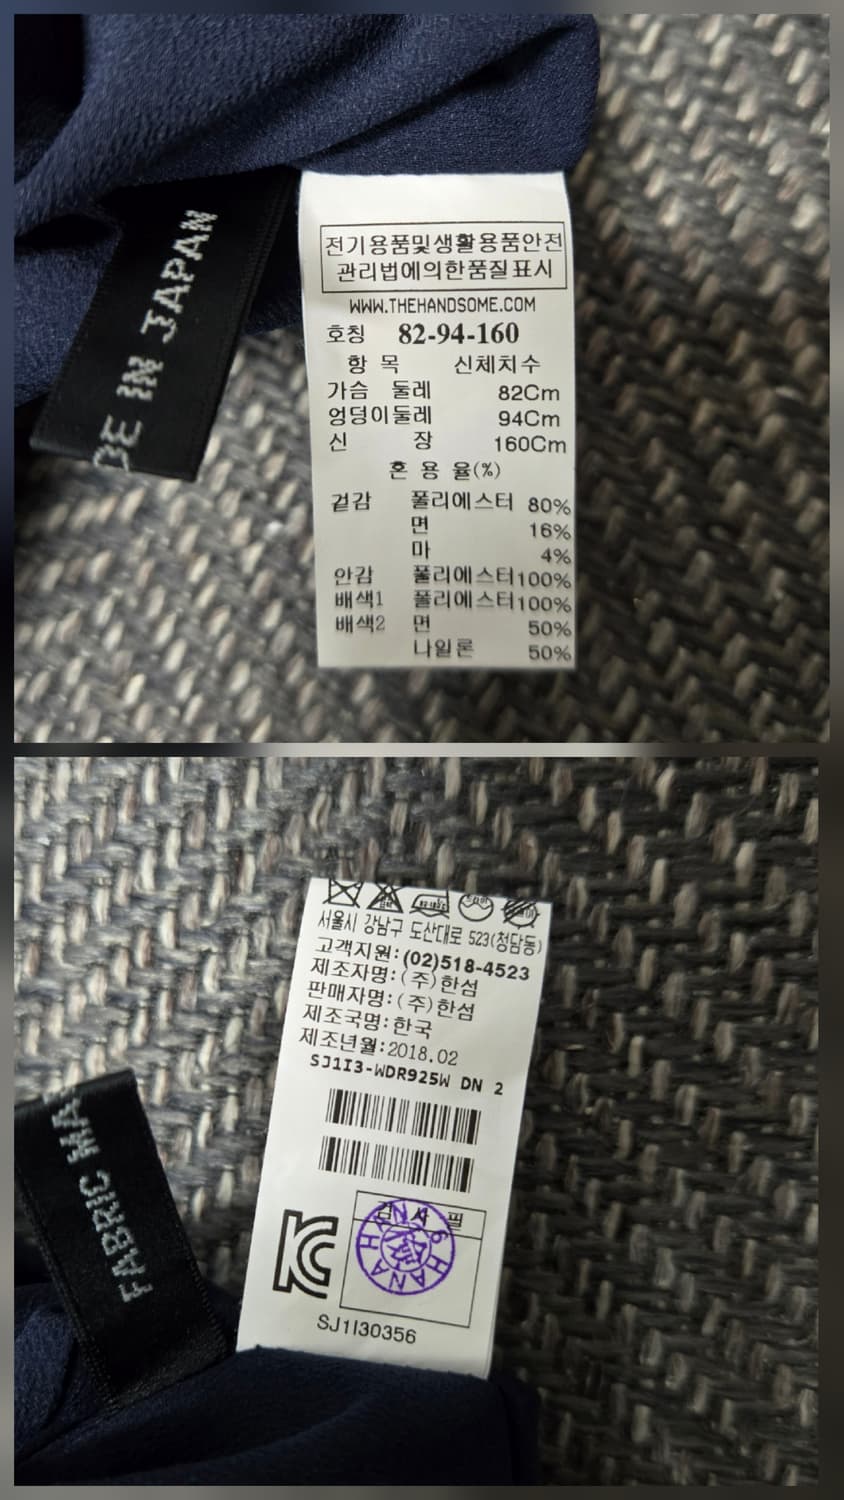 전기용품및생활용품안전
관리법에의한품질표시
WWW.THEHANDSOME.COM
호칭 82-94-160
항 목 신체치수
가슴 둘레 82Cm
엉덩이둘레 94Cm
신 장 160Cm
혼 용 율(%)
겉감 폴리에스터 80%
면 16%
마 4%
안감 폴리에스터100%
배색1 폴리에스터100%
배색2 면 50%
나일론 50%
DE IN JAPAN
서울시 강남구 도산대로 523(청담동)
고객지원:(02)518-4523
제조자명:(주)한섬
판매자명:(주)한섬
제조국명:한국
제조년월:2018.02
SJ1I3-WDR925W DN 2
검 사 필
HANAH
KC
SJ1I30356
FABRIC MA